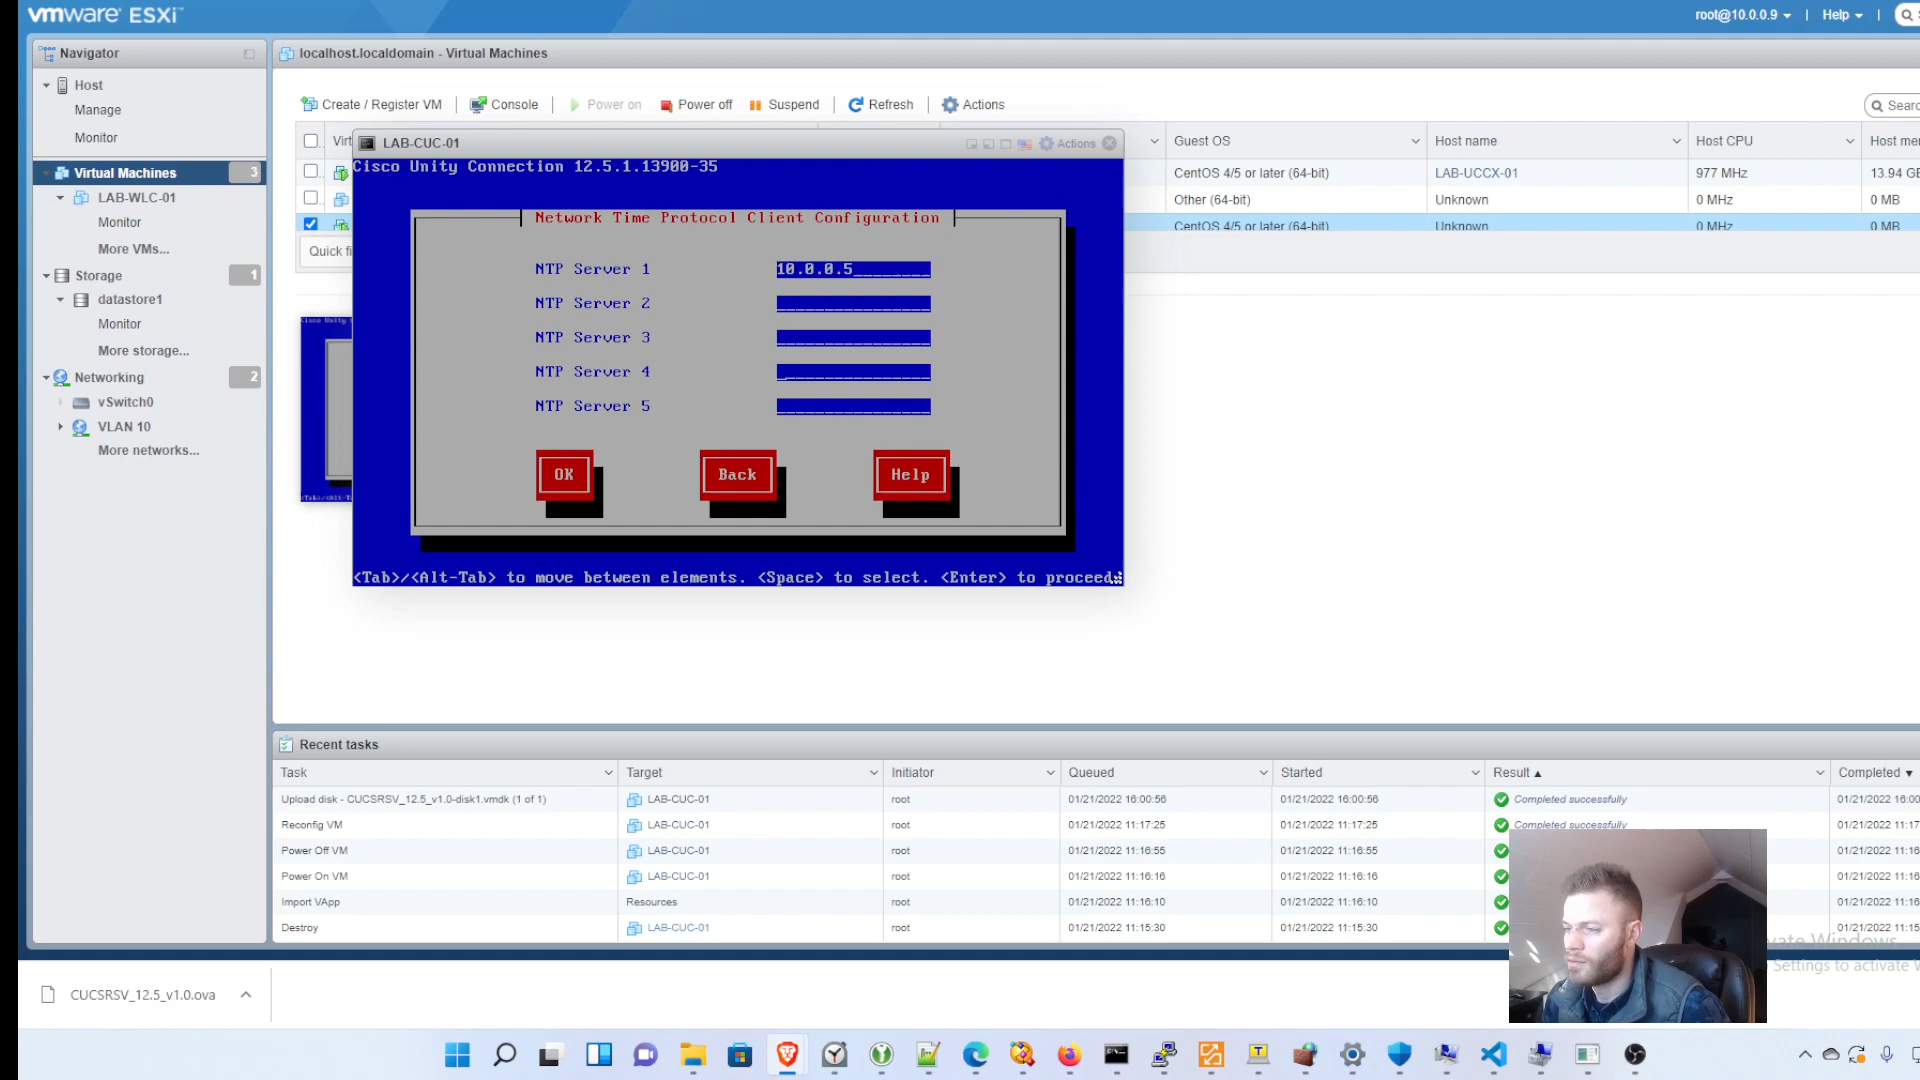 vmware ESXi
root@10.0.0.9
|
Help
|
Navigator
localhost.localdomain - Virtual Machines
Host
Manage
Monitor
Virtual Machines 3
LAB-WLC-01
Monitor
More VMs...
Storage 1
datastore1
Monitor
More storage...
Networking 2
vSwitch0
VLAN 10
More networks...
Create / Register VM
Console
Power on
Power off
Suspend
Refresh
Actions
Guest OS
Host name
Host CPU
CentOS 4/5 or later (64-bit) LAB-UCCX-01 977 MHz
Other (64-bit) Unknown 0 MHz 0 MB
CentOS 4/5 or later (64-bit) Unknown 0 MHz 0 MB
LAB-CUC-01
Actions
Cisco Unity Connection 12.5.1.13900-35
Network Time Protocol Client Configuration
NTP Server 1 10.0.0.5
NTP Server 2
NTP Server 3
NTP Server 4
NTP Server 5
OK Back Help
<Tab>/<Alt-Tab> to move between elements. <Space> to select. <Enter> to proceed
Recent tasks
Task Target Initiator Queued Started Result Completed
Upload disk - CUCSRSV_12.5_v1.0-disk1.vmdk (1 of 1) LAB-CUC-01 root 01/21/2022 16:00:56 01/21/2022 16:00:56 Completed successfully
Reconfig VM LAB-CUC-01 root 01/21/2022 11:17:25 01/21/2022 11:17:25 Completed successfully
Power Off VM LAB-CUC-01 root 01/21/2022 11:16:55 01/21/2022 11:16:55
Power On VM LAB-CUC-01 root 01/21/2022 11:16:16 01/21/2022 11:16:16
Import VApp Resources root 01/21/2022 11:16:10 01/21/2022 11:16:10
Destroy LAB-CUC-01 root 01/21/2022 11:15:30 01/21/2022 11:15:30
Windows
Settings to activate
CUCSRSV_12.5_v1.0.ova